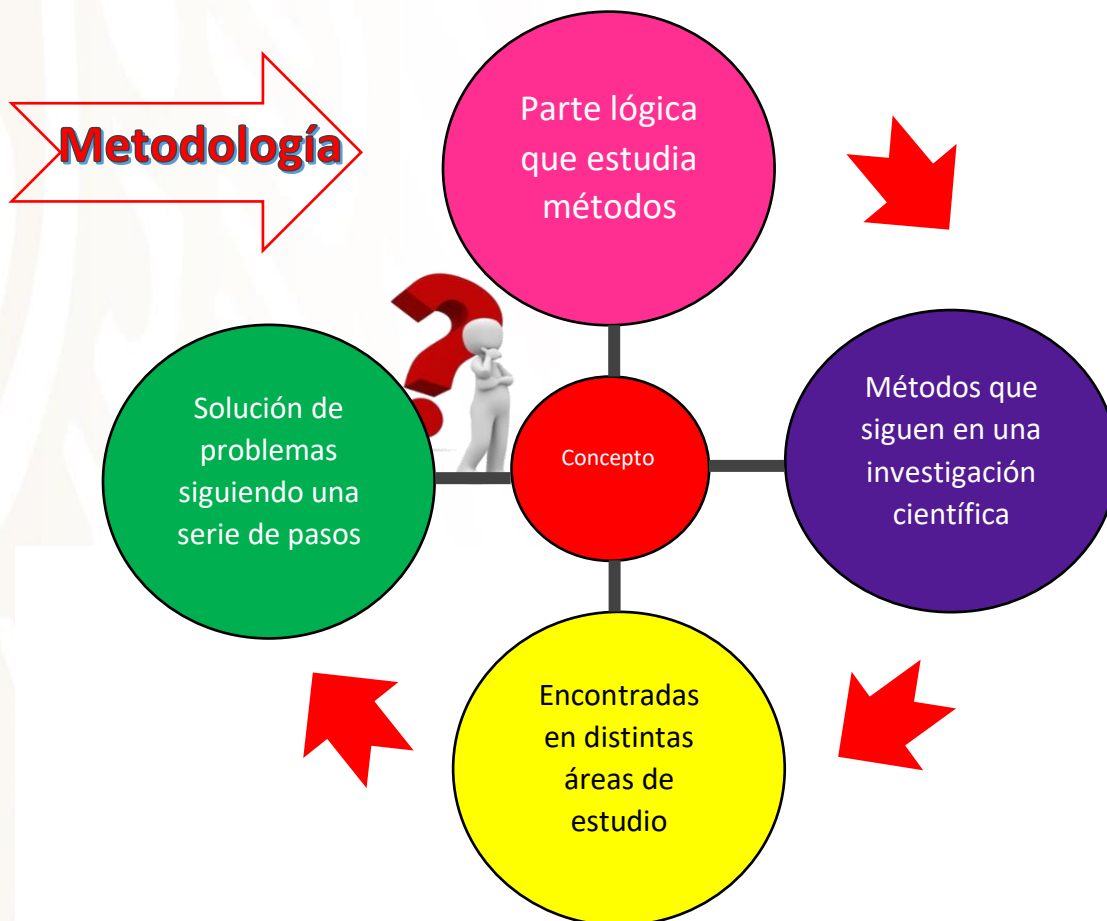 Metodología
Parte lógica
que estudia
métodos
Métodos que
siguen en una
investigación
científica
Concepto
Solución de
problemas
siguiendo una
serie de pasos
Encontradas
en distintas
áreas de
estudio